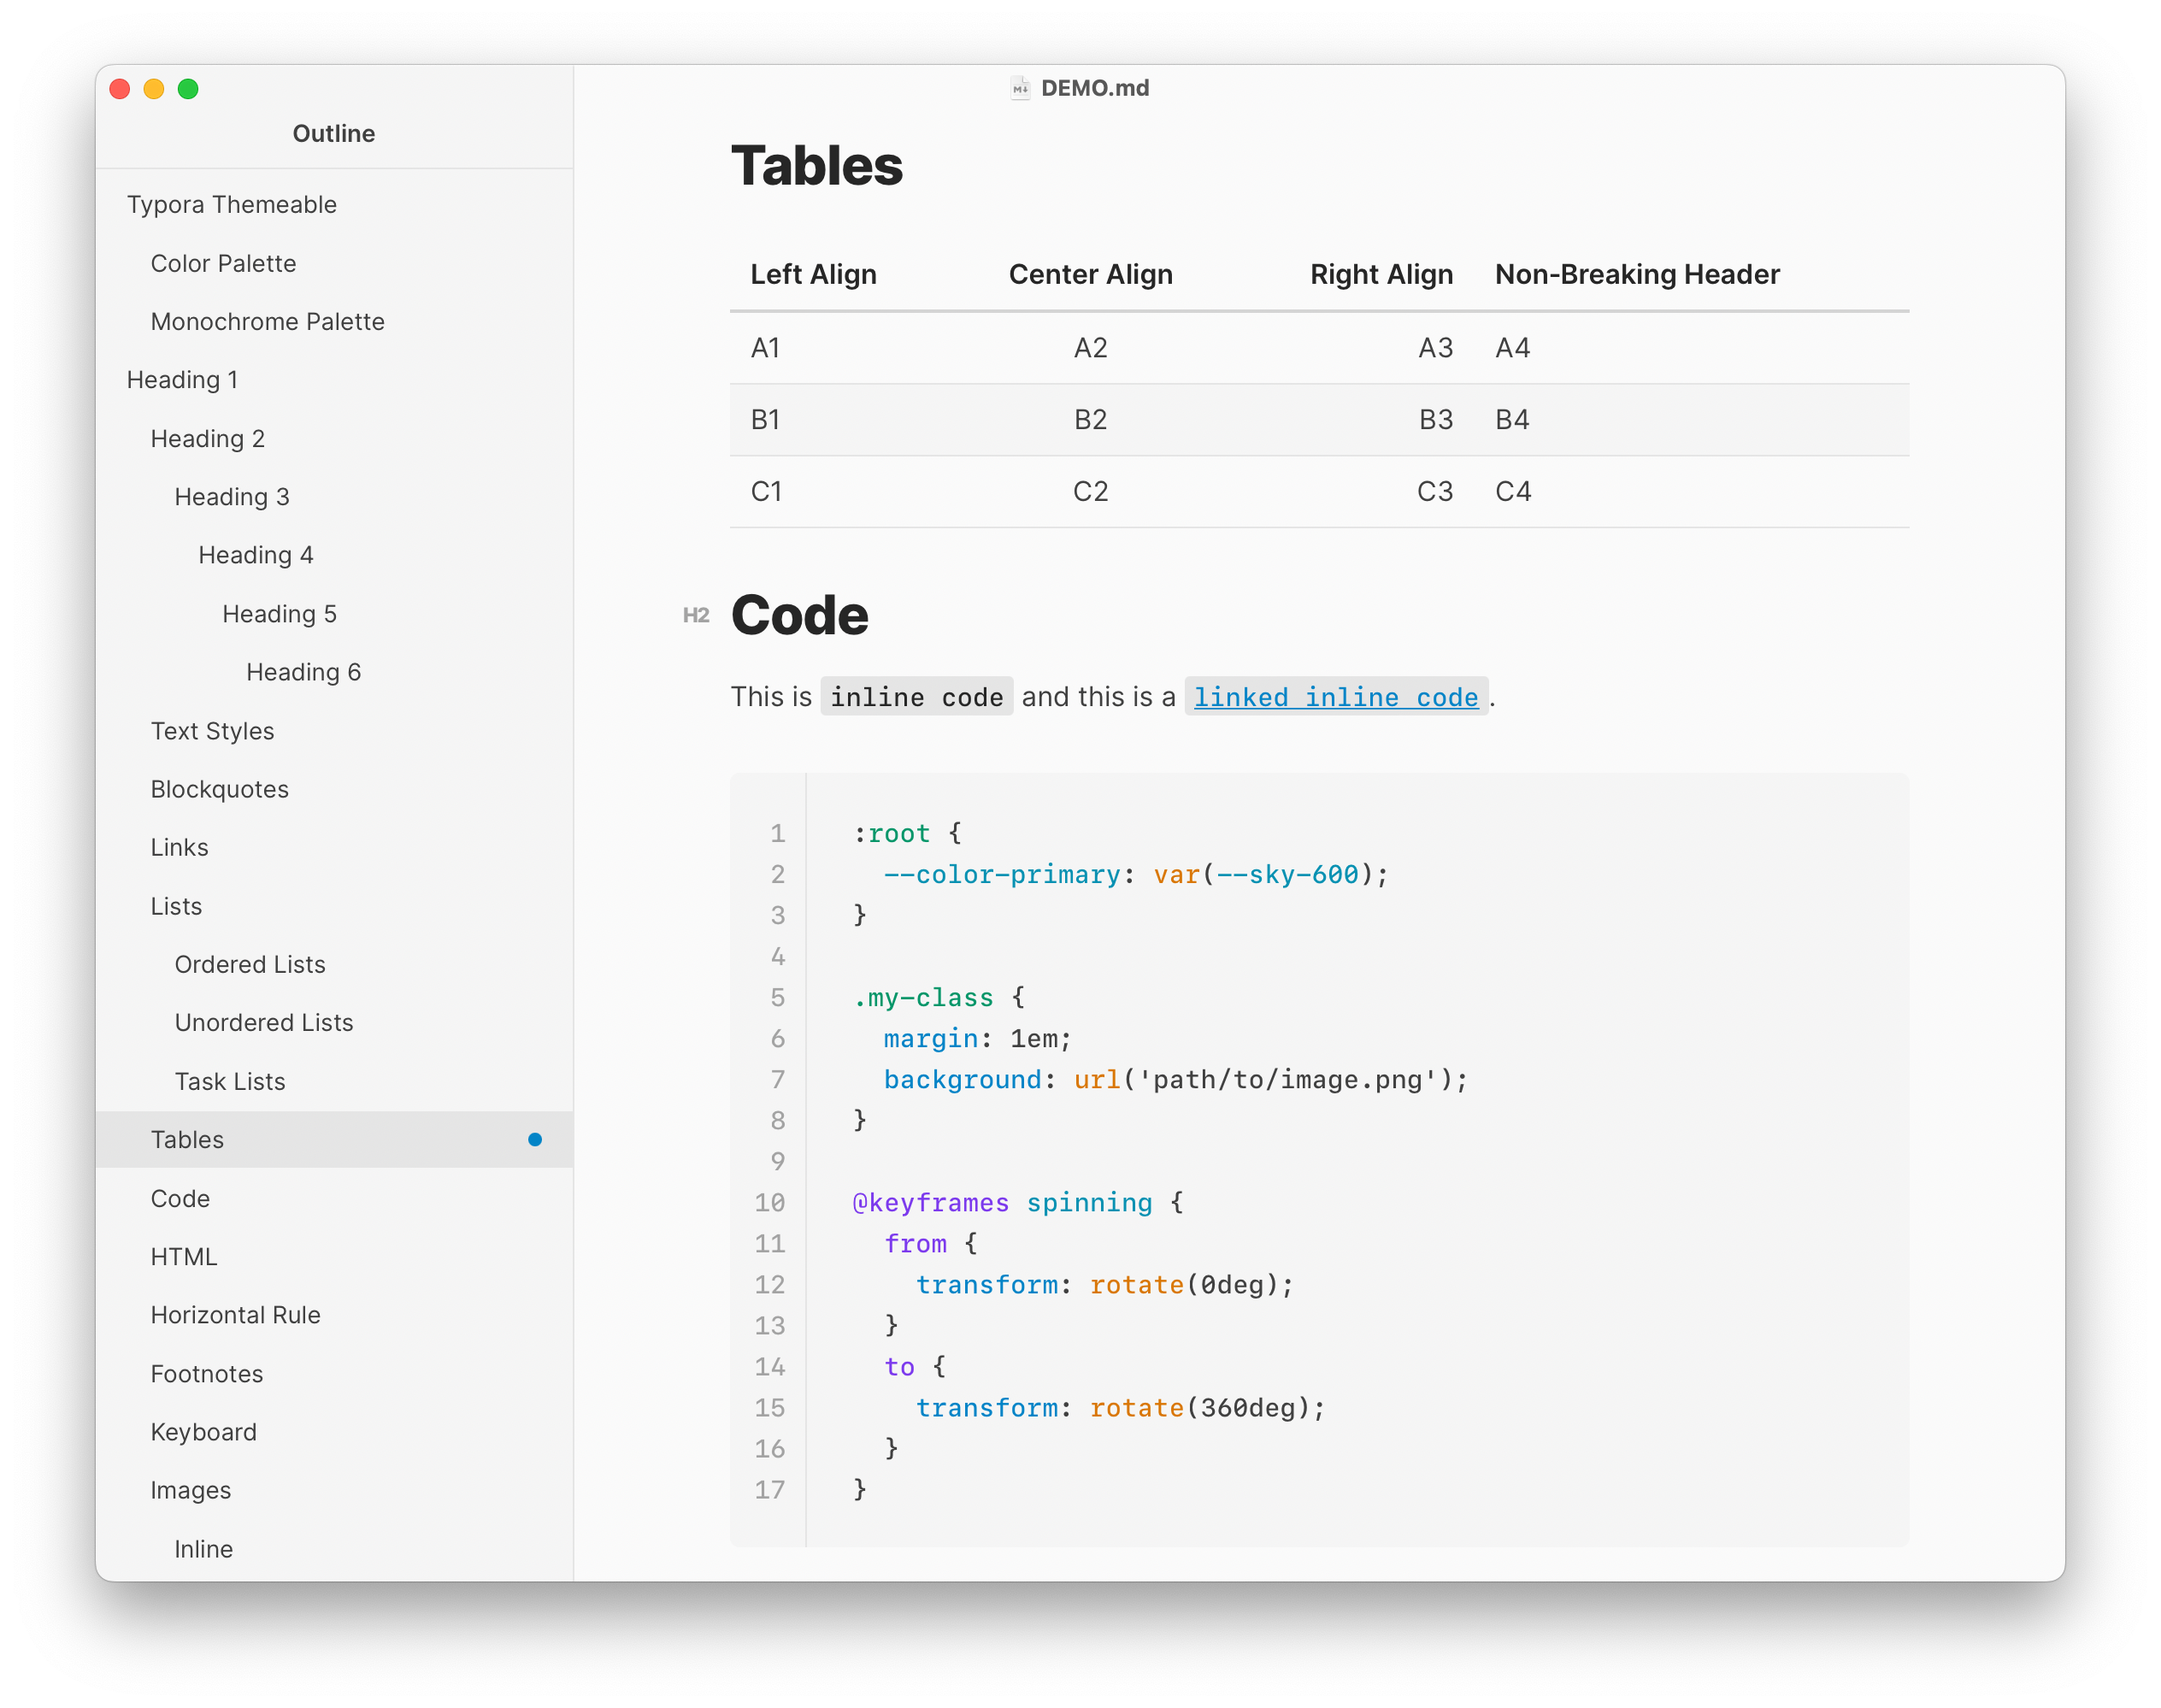 DEMO.md
Outline
Typora Themeable
Color Palette
Monochrome Palette
Heading 1
Heading 2
Heading 3
Heading 4
Heading 5
Heading 6
Text Styles
Blockquotes
Links
Lists
Ordered Lists
Unordered Lists
Task Lists
Tables
Code
HTML
Horizontal Rule
Footnotes
Keyboard
Images
Inline
Tables
Left Align Center Align Right Align Non-Breaking Header
A1 A2 A3 A4
B1 B2 B3 B4
C1 C2 C3 C4
H2 Code
This is inline code and this is a linked inline code.
1 :root {
2   --color-primary: var(--sky-600);
3 }
4
5 .my-class {
6   margin: 1em;
7   background: url('path/to/image.png');
8 }
9
10 @keyframes spinning {
11   from {
12     transform: rotate(0deg);
13   }
14   to {
15     transform: rotate(360deg);
16   }
17 }